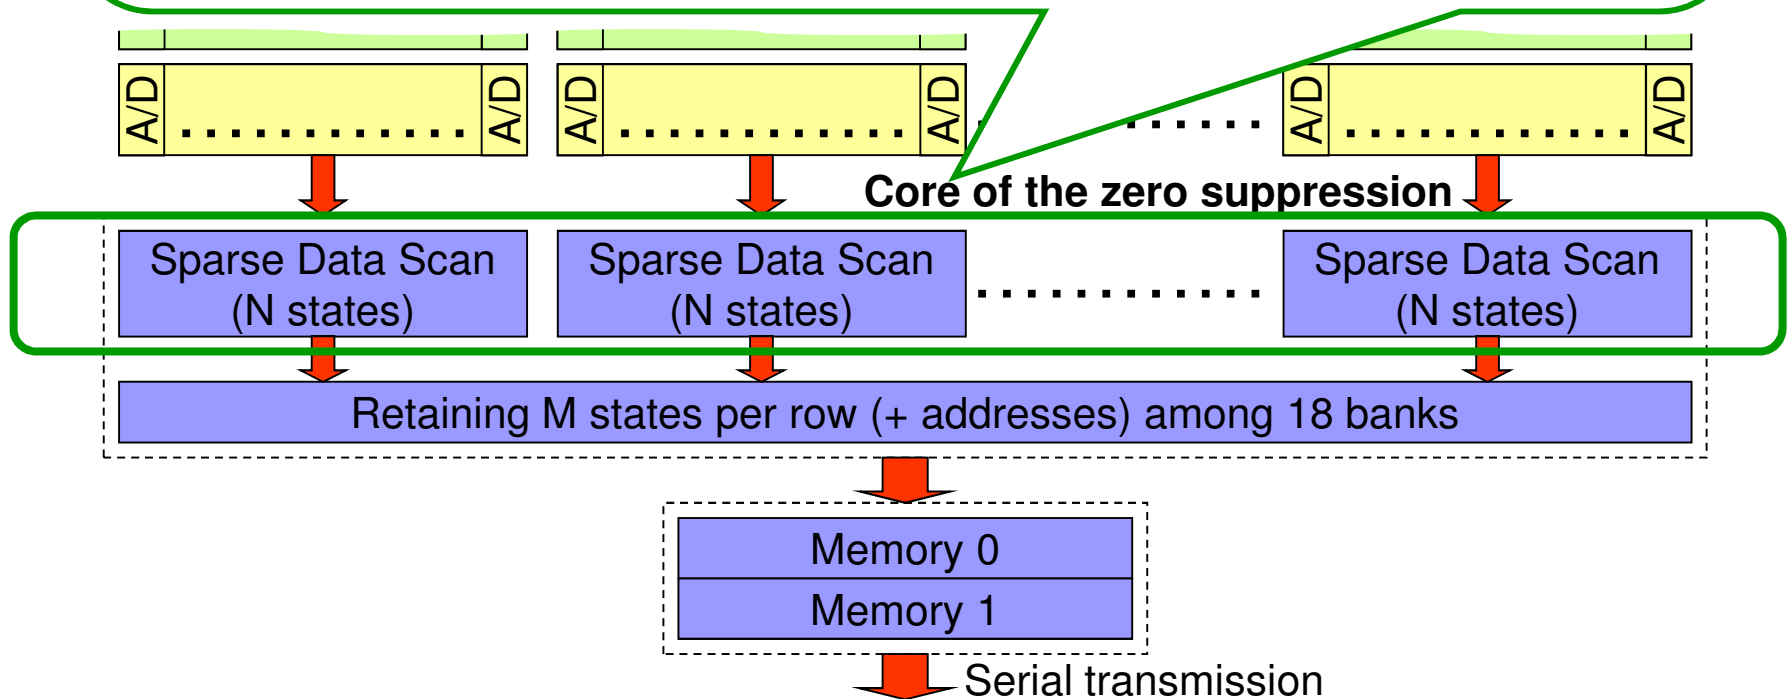 A/D A/D A/D A/D A/D A/D
Core of the zero suppression
Sparse Data Scan Sparse Data Scan Sparse Data Scan
(N states) (N states) (N states)
Retaining M states per row (+ addresses) among 18 banks
Memory 0
Memory 1
Serial transmission